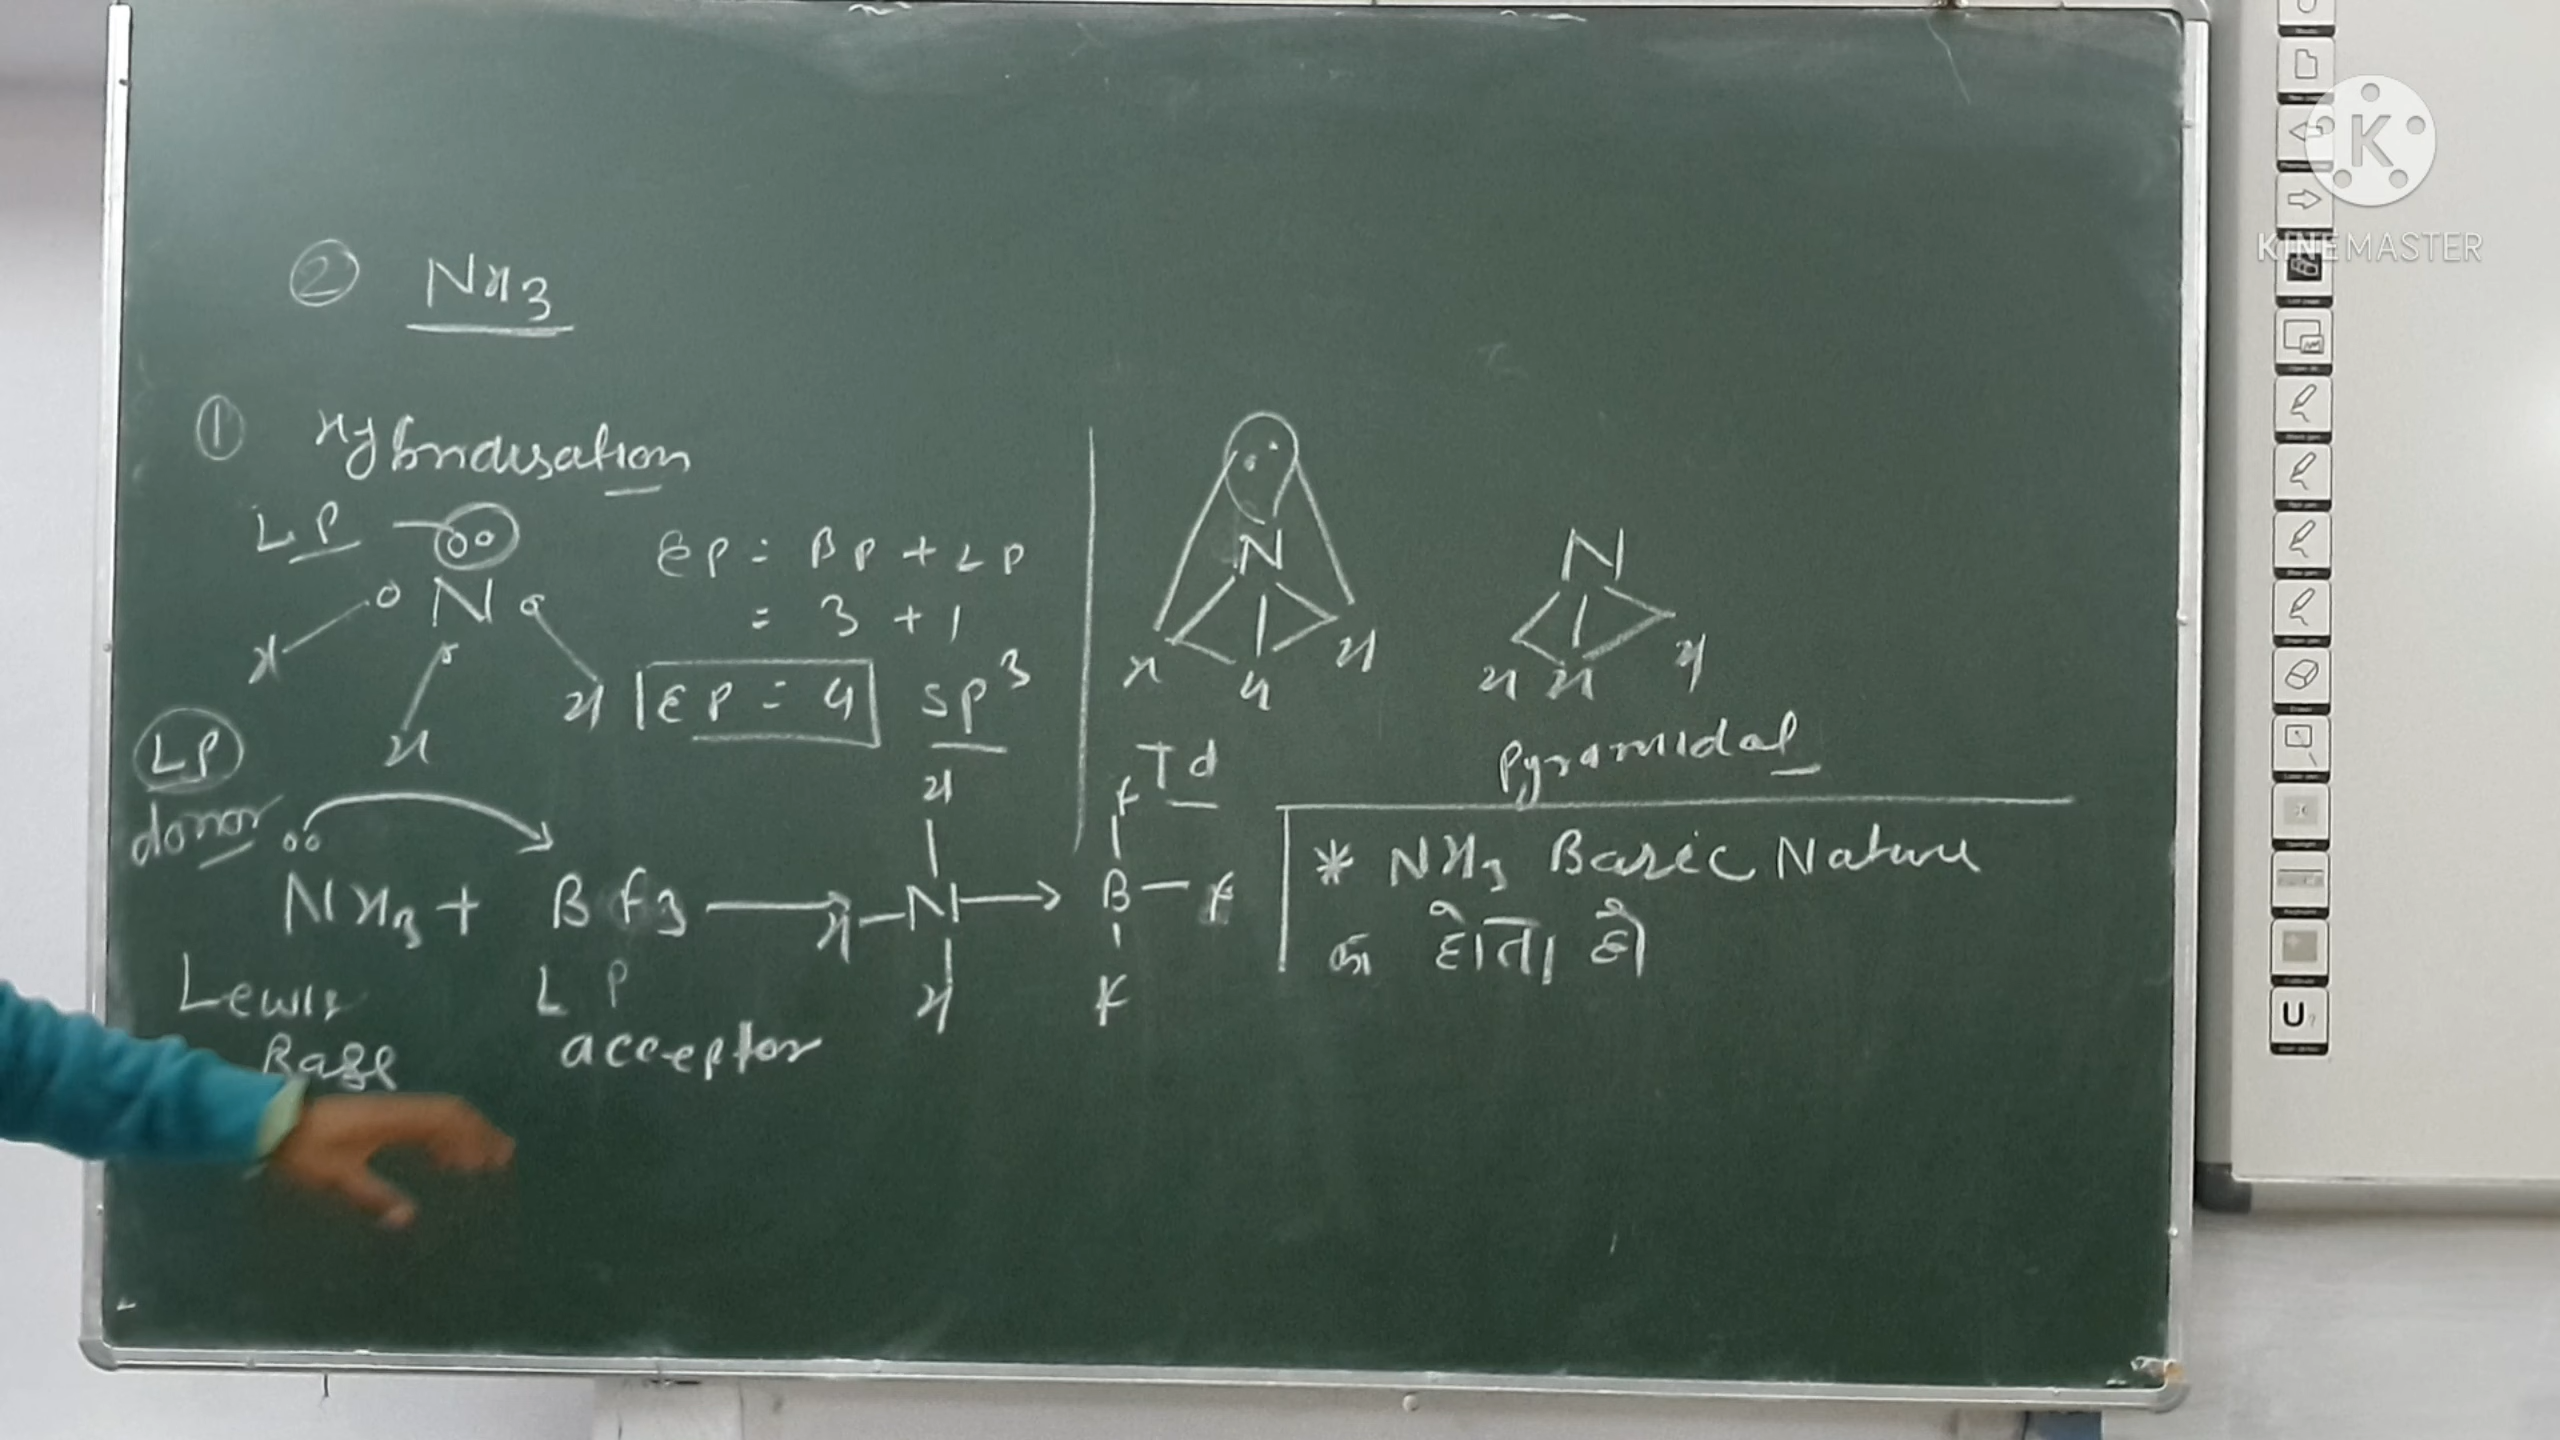 ② NH3
① Hybridisation
LP
N
H
H
H
EP = BP + LP
= 3 + 1
EP = 4 sp3
N
H
H
H
Td
N
H H H
Pyramidal
LP
donor
NH3 + BF3 → H-N → B-F
H
H
F
F
Lewis
Base
LP
acceptor
* NH3 Basic Nature
का होता है
K
KINEMASTER
U